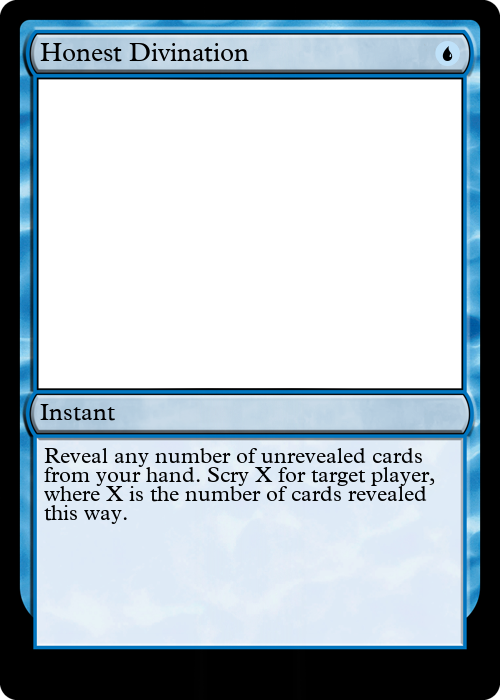 Honest Divination
Instant
Reveal any number of unrevealed cards
from your hand. Scry X for target player,
where X is the number of cards revealed
this way.